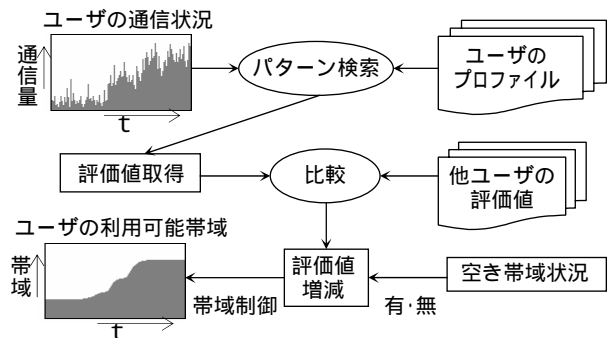 ユーザの通信状況
通信量
t
パターン検索
ユーザの
プロファイル
評価値取得
比較
他ユーザの
評価値
ユーザの利用可能帯域
帯域
t
帯域制御
評価値
増減
有・無
空き帯域状況